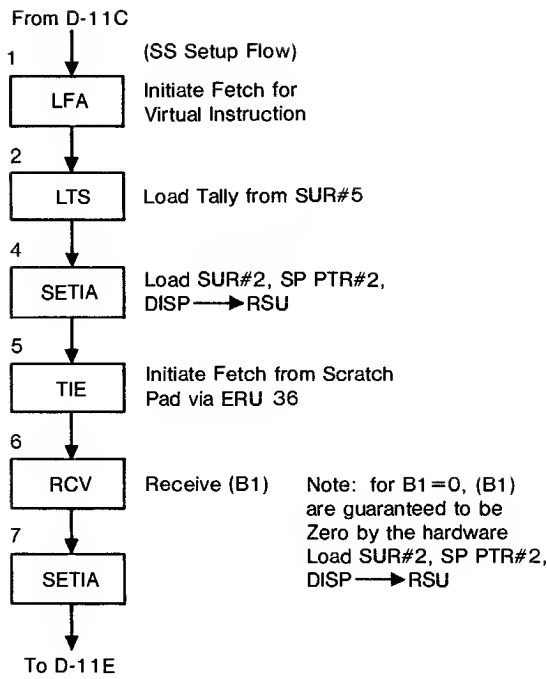 From D-11C
(SS Setup Flow)
1
LFA
Initiate Fetch for
Virtual Instruction
2
LTS
Load Tally from SUR#5
4
SETIA
Load SUR#2, SP PTR#2,
DISP → RSU
5
TIE
Initiate Fetch from Scratch
Pad via ERU 36
6
RCV
Receive (B1)
Note: for B1=0, (B1)
are guaranteed to be
Zero by the hardware
7
SETIA
Load SUR#2, SP PTR#2,
DISP → RSU
To D-11E